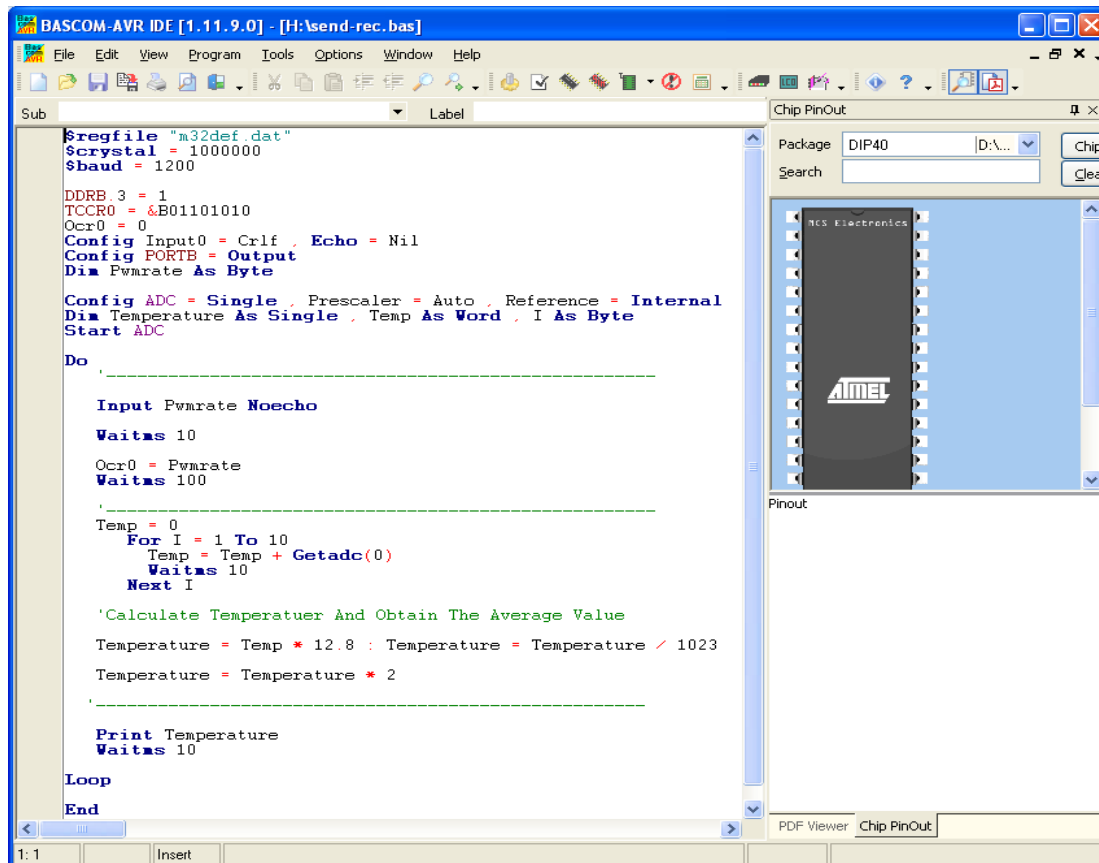 BASCOM-AVR IDE [1.11.9.0] - [H:\send-rec.bas]
File Edit View Program Tools Options Window Help
Sub Label
Chip PinOut
$regfile "m32def.dat"
$crystal = 1000000
$baud = 1200
DDRB.3 = 1
TCCR0 = &B01101010
Ocr0 = 0
Config Input0 = Crlf , Echo = Nil
Config PORTB = Output
Dim Pwmrate As Byte
Config ADC = Single , Prescaler = Auto , Reference = Internal
Dim Temperature As Single , Temp As Word , I As Byte
Start ADC
Do
'_______________________________________________________
Input Pwmrate Noecho
Waitms 10
Ocr0 = Pwmrate
Waitms 100
'_______________________________________________________
Temp = 0
For I = 1 To 10
Temp = Temp + Getadc(0)
Waitms 10
Next I
'Calculate Temperatuer And Obtain The Average Value
Temperature = Temp * 12.8 : Temperature = Temperature / 1023
Temperature = Temperature * 2
'_______________________________________________________
Print Temperature
Waitms 10
Loop
End
Package DIP40 D:\... Chip
Search Clea
MCS Electronics
ATMEL
Pinout
PDF Viewer Chip PinOut
1: 1 Insert